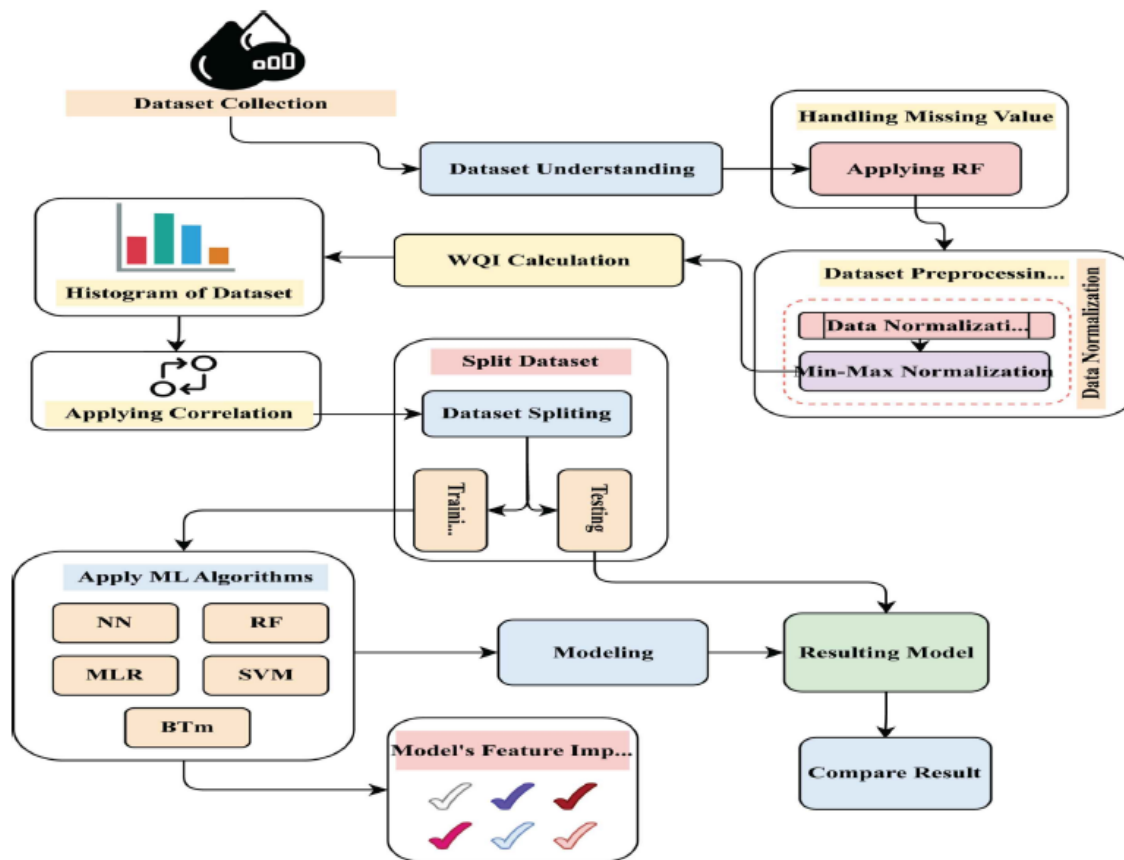 Dataset Collection
Handling Missing Value
Dataset Understanding
Applying RF
WQI Calculation
Histogram of Dataset
Dataset Preprocessin...
Data Normalizati...
Min-Max Normalization
Data Normalization
Split Dataset
Applying Correlation
Dataset Spliting
Traini...
Testing
Apply ML Algorithms
NN
RF
MLR
SVM
BTm
Modeling
Resulting Model
Model's Feature Imp...
Compare Result